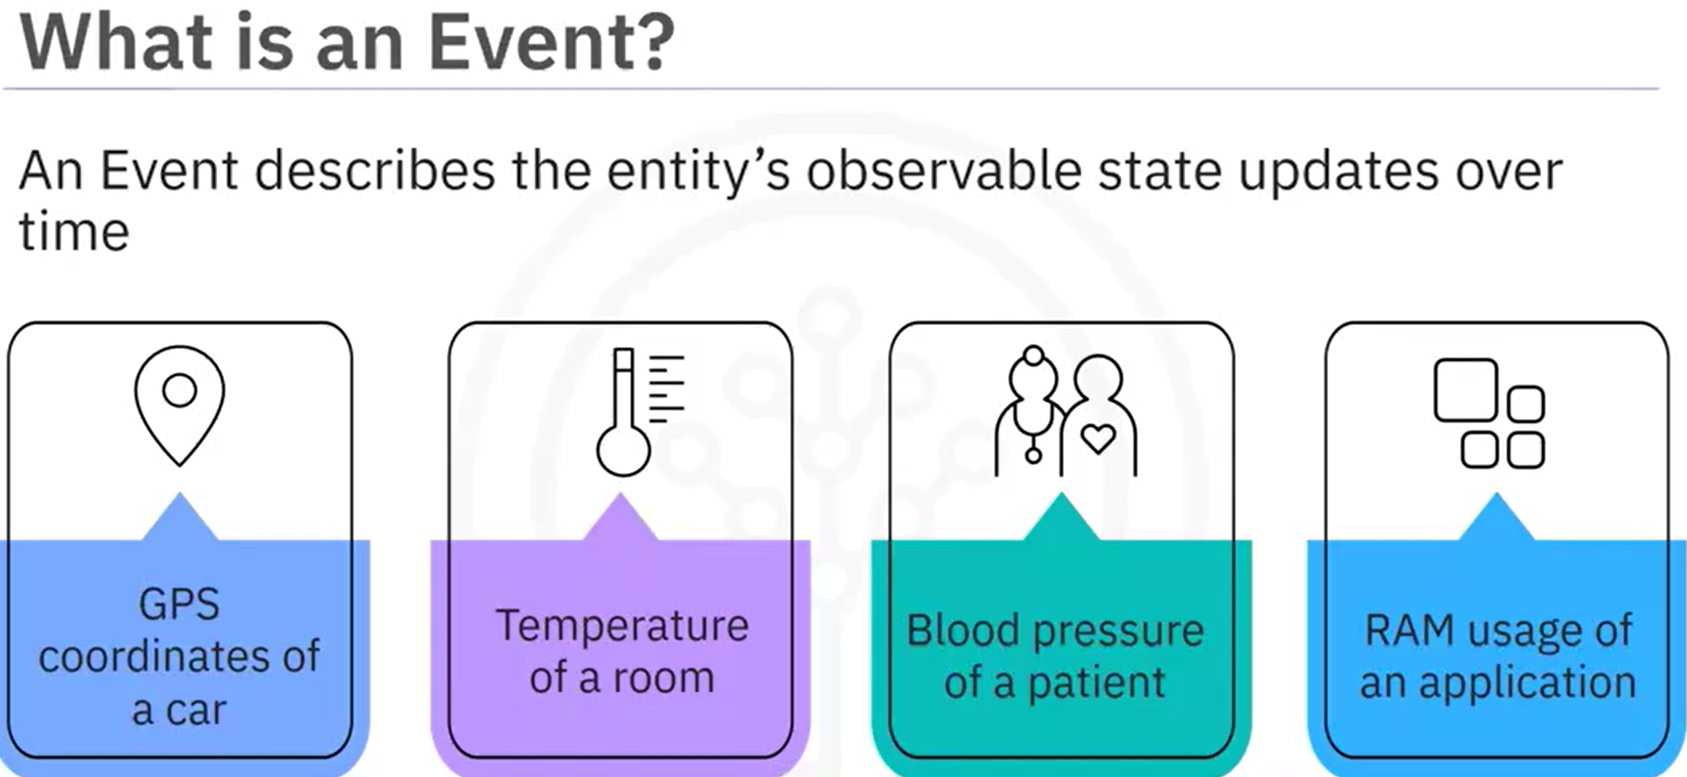 What is an Event?
An Event describes the entity’s observable state updates over
time
GPS
coordinates of
a car
Temperature
of a room
Blood pressure
of a patient
RAM usage of
an application